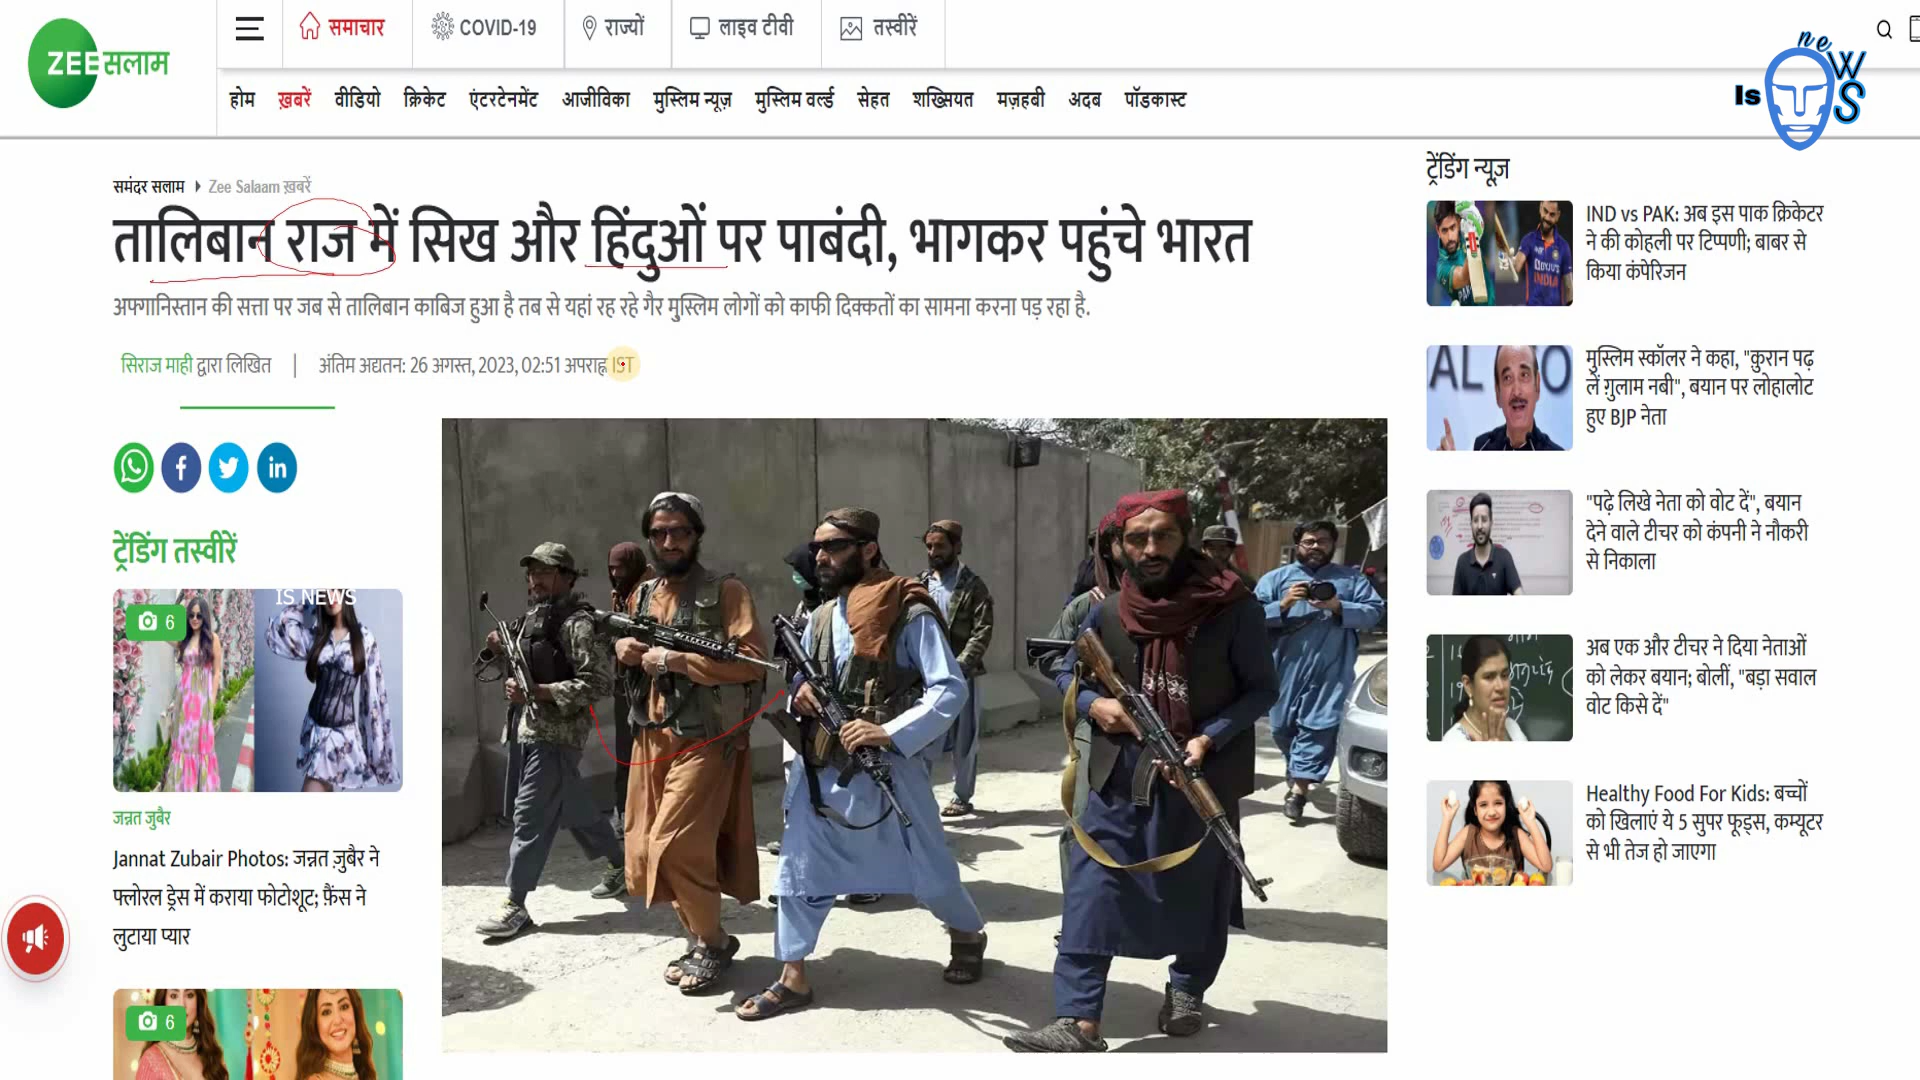 ZEE सलाम
समाचार
COVID-19
राज्यों
लाइव टीवी
तस्वीरें
होम ख़बरें वीडियो क्रिकेट एंटरटेनमेंट आजीविका मुस्लिम न्यूज़ मुस्लिम वर्ल्ड सेहत शख्सियत मज़हबी अदब पॉडकास्ट
Is neWS
समंदर सलाम Zee Salaam ख़बरें
तालिबान राज में सिख और हिंदुओं पर पाबंदी, भागकर पहुंचे भारत
अफ्गानिस्तान की सत्ता पर जब से तालिबान काबिज हुआ है तब से यहां रह रहे गैर मुस्लिम लोगों को काफी दिक्कतों का सामना करना पड़ रहा है.
सिराज माही द्वारा लिखित | अंतिम अद्यतन: 26 अगस्त, 2023, 02:51 अपराह्न IST
in
ट्रेंडिंग तस्वीरें
IS NEWS
6
जन्नत जुबैर
Jannat Zubair Photos: जन्नत ज़ुबैर ने
फ्लोरल ड्रेस में कराया फोटोशूट; फ़ैंस ने
लुटाया प्यार
6
ट्रेंडिंग न्यूज़
IND vs PAK: अब इस पाक क्रिकेटर
ने की कोहली पर टिप्पणी; बाबर से
किया कंपेरिजन
मुस्लिम स्कॉलर ने कहा, "क़ुरान पढ़
लें ग़ुलाम नबी", बयान पर लोहालोट
हुए BJP नेता
"पढ़े लिखे नेता को वोट दें", बयान
देने वाले टीचर को कंपनी ने नौकरी
से निकाला
अब एक और टीचर ने दिया नेताओं
को लेकर बयान; बोलीं, "बड़ा सवाल
वोट किसे दें"
Healthy Food For Kids: बच्चों
को खिलाएं ये 5 सुपर फूड्स, कम्यूटर
से भी तेज हो जाएगा